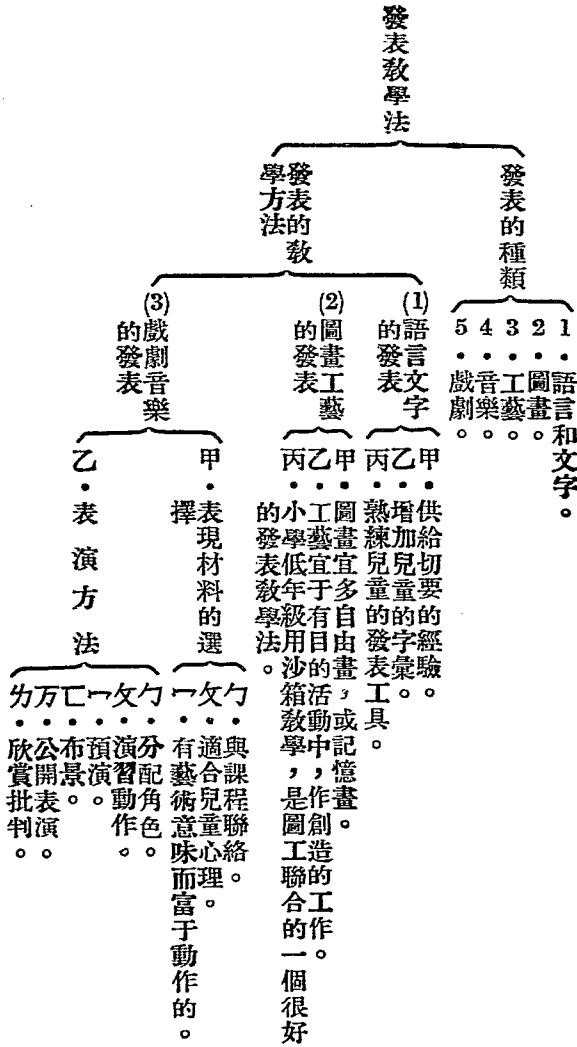 發表敎學法
發表的種類
1．語言和文字。
2．圖畫。
3．工藝。
4．音樂。
5．戲劇。
發表的敎
學方法
(1)語言文字
的發表
甲．供給切要的經驗。
乙．增加兒童的字彙。
丙．熟練兒童的發表工具。
(2)圖畫工藝
的發表
甲．圖畫宜多自由畫，或記憶畫。
乙．工藝宜于有目的活動中，作創造的工作。
丙．小學低年級用沙箱敎學，是圖工聯合的一個很好
的發表敎學法。
(3)戲劇音樂
的發表
甲．表現材料的選
擇
ㄅ．與課程聯絡。
ㄆ．適合兒童心理。
ㄇ．有藝術意味而富于動作的。
乙．表演方法
ㄅ．分配角色。
ㄆ．演習動作。
ㄇ．預演。
ㄈ．布景。
ㄪ．公開表演。
ㄉ．欣賞批判。